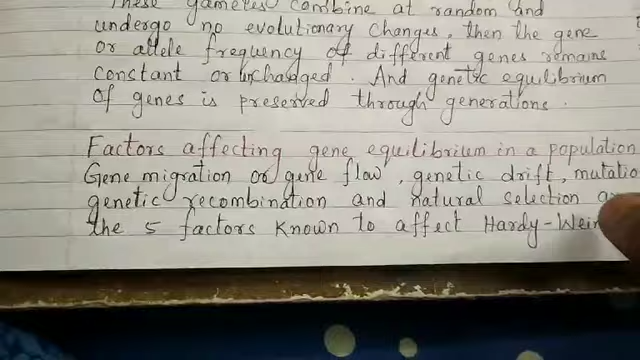 These gametes combine at random and
undergo no evolutionary changes, then the gene
or allele frequency of different genes remains
constant or unchanged. And genetic equilibrium
of genes is preserved through generations.
Factors affecting gene equilibrium in a population
Gene migration or gene flow, genetic drift, mutatio
genetic recombination and natural selection
the 5 factors known to affect Hardy-Wein